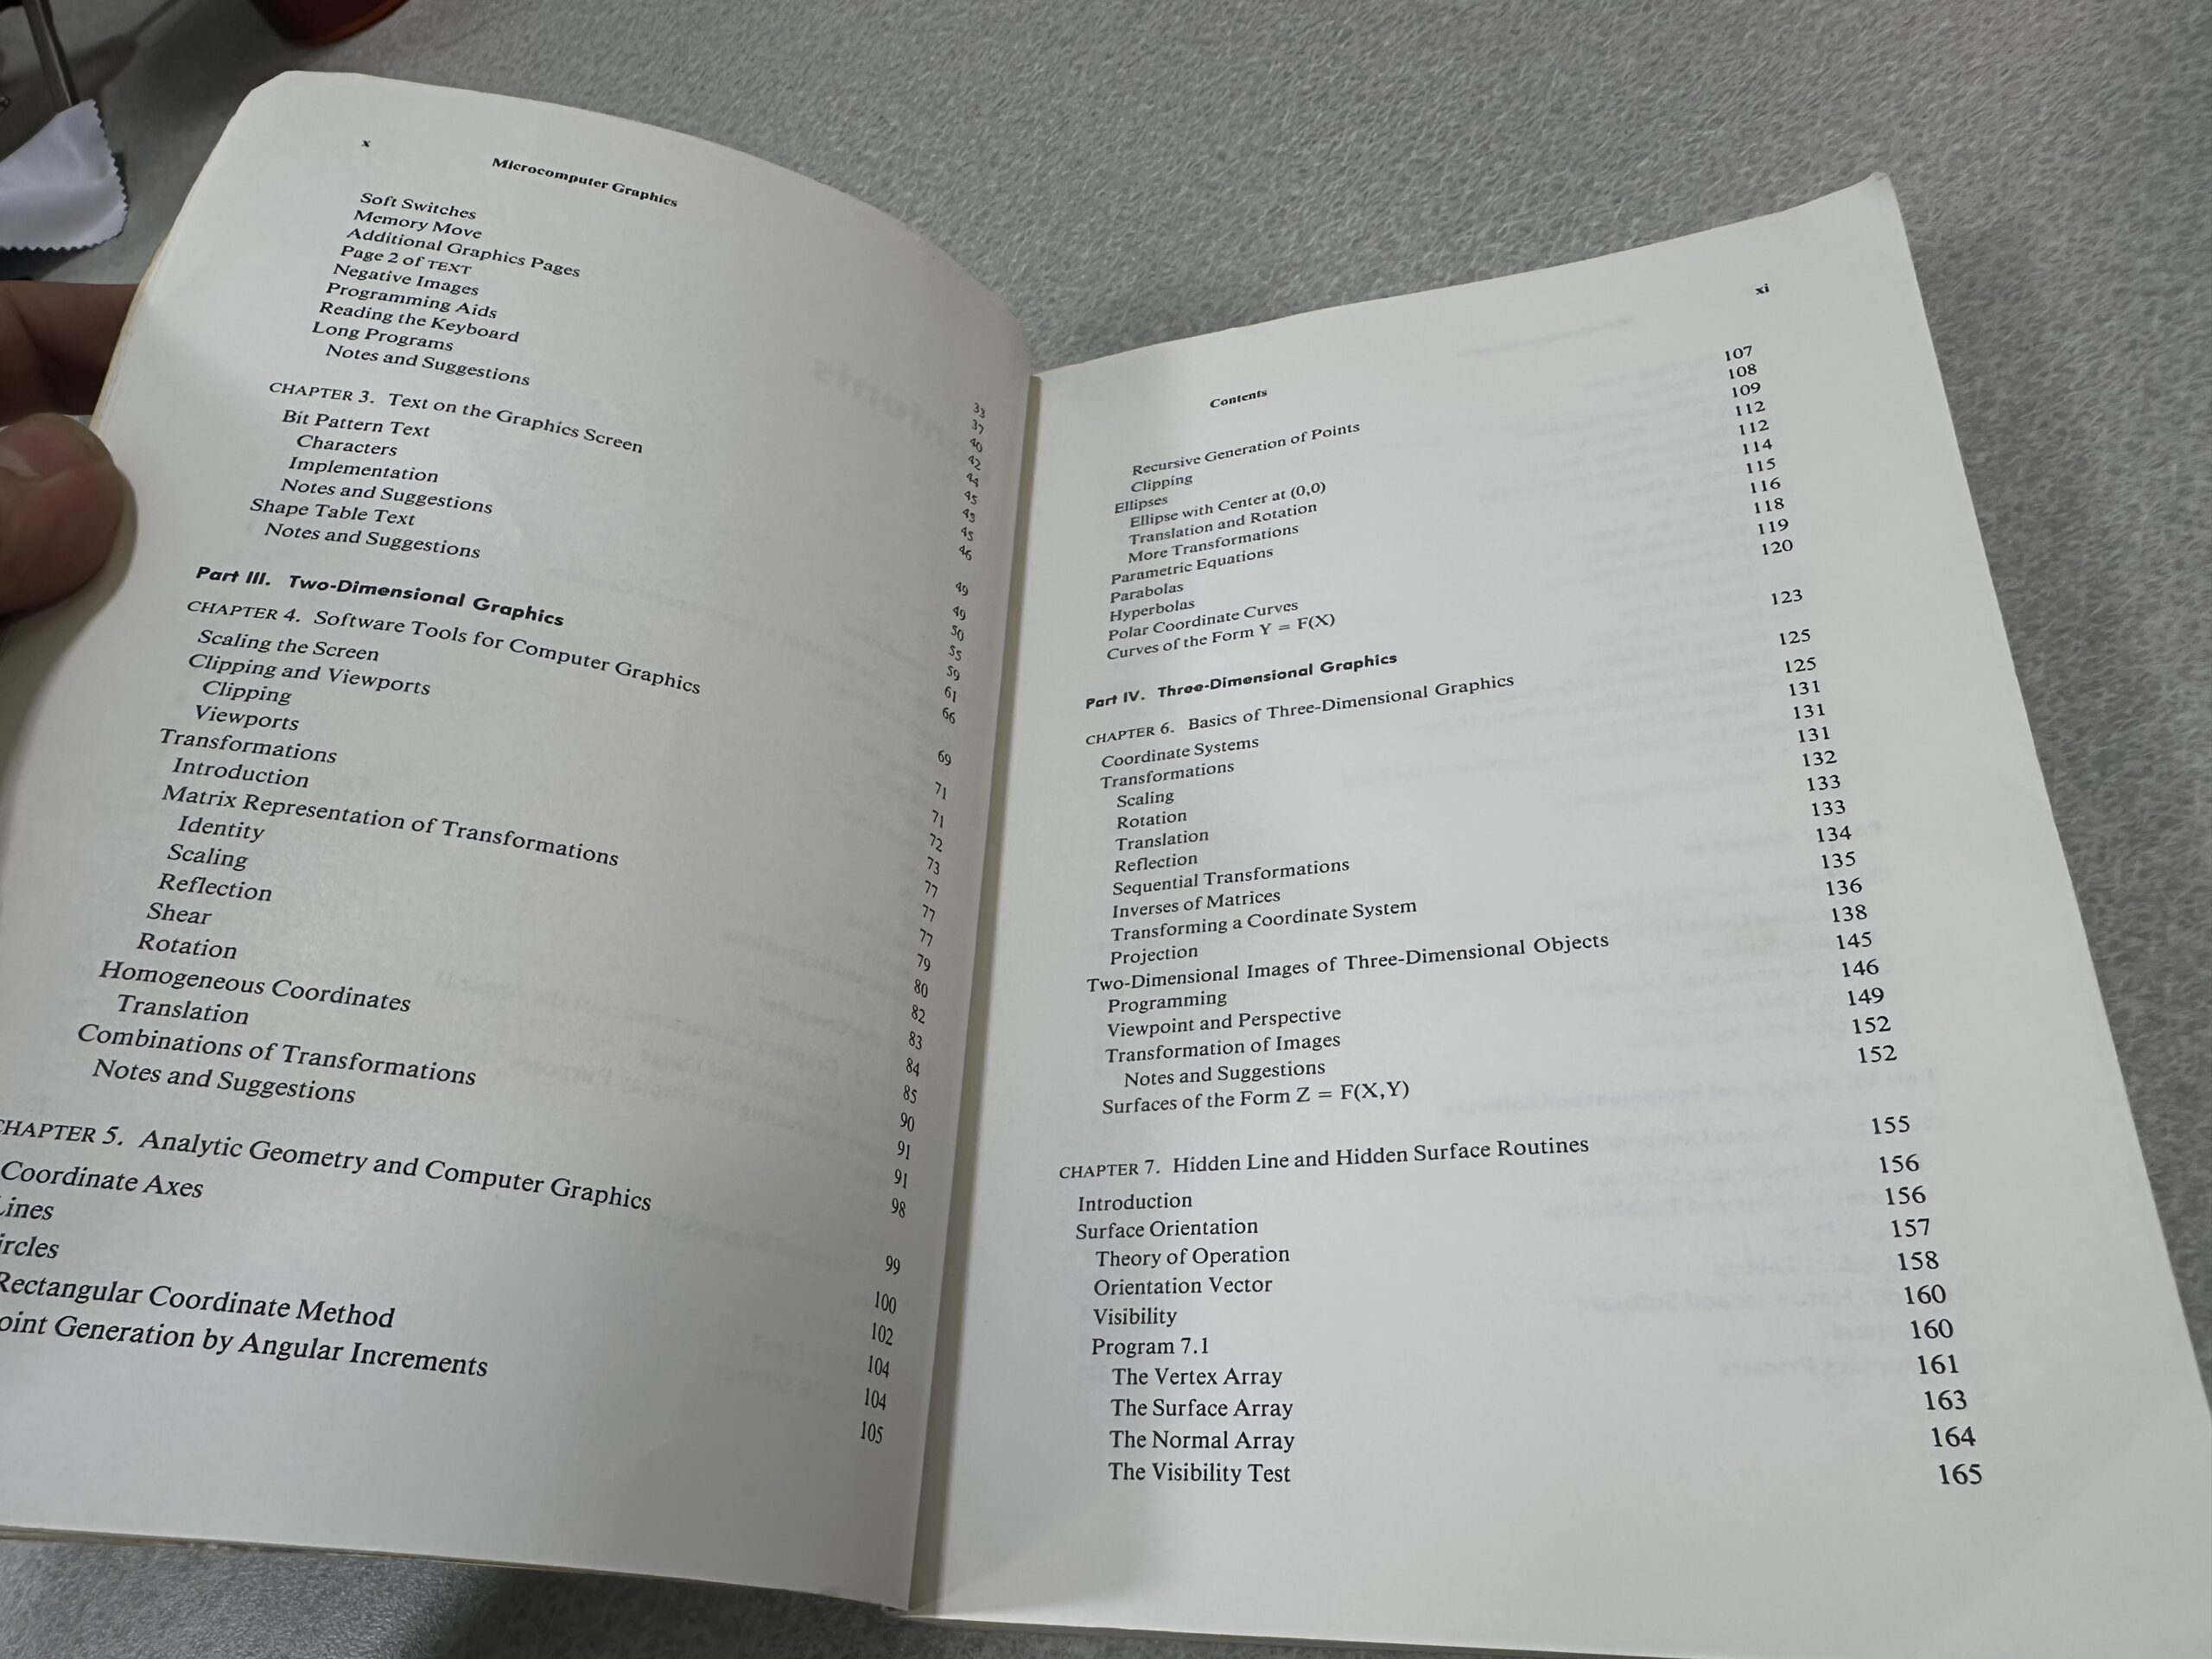 x Microcomputer Graphics
Soft Switches 33
Memory Move 37
Additional Graphics Pages 40
Page 2 of TEXT 42
Negative Images 44
Programming Aids 45
Reading the Keyboard 45
Long Programs 45
Notes and Suggestions 46
CHAPTER 3. Text on the Graphics Screen 49
Bit Pattern Text 49
Characters 50
Implementation 55
Notes and Suggestions 59
Shape Table Text 61
Notes and Suggestions 66
Part III. Two-Dimensional Graphics 69
CHAPTER 4. Software Tools for Computer Graphics 71
Scaling the Screen 71
Clipping and Viewports 72
Clipping 73
Viewports 77
Transformations 77
Introduction 77
Matrix Representation of Transformations 79
Identity 80
Scaling 82
Reflection 83
Shear 84
Rotation 85
Homogeneous Coordinates 90
Translation 91
Combinations of Transformations 91
Notes and Suggestions 98
CHAPTER 5. Analytic Geometry and Computer Graphics 99
Coordinate Axes 100
Lines 102
ircles 104
Rectangular Coordinate Method 104
oint Generation by Angular Increments 105
Contents xi
Recursive Generation of Points 107
Clipping 108
Ellipses 109
Ellipse with Center at (0,0) 112
Translation and Rotation 112
More Transformations 114
Parametric Equations 115
Parabolas 116
Hyperbolas 118
Polar Coordinate Curves 119
Curves of the Form Y = F(X) 120
Part IV. Three-Dimensional Graphics 123
CHAPTER 6. Basics of Three-Dimensional Graphics 125
Coordinate Systems 125
Transformations 131
Scaling 131
Rotation 131
Translation 132
Reflection 133
Sequential Transformations 133
Inverses of Matrices 134
Transforming a Coordinate System 135
Projection 136
Two-Dimensional Images of Three-Dimensional Objects 138
Programming 145
Viewpoint and Perspective 146
Transformation of Images 149
Notes and Suggestions 152
Surfaces of the Form Z = F(X,Y) 152
CHAPTER 7. Hidden Line and Hidden Surface Routines 155
Introduction 156
Surface Orientation 156
Theory of Operation 157
Orientation Vector 158
Visibility 160
Program 7.1 160
The Vertex Array 161
The Surface Array 163
The Normal Array 164
The Visibility Test 165